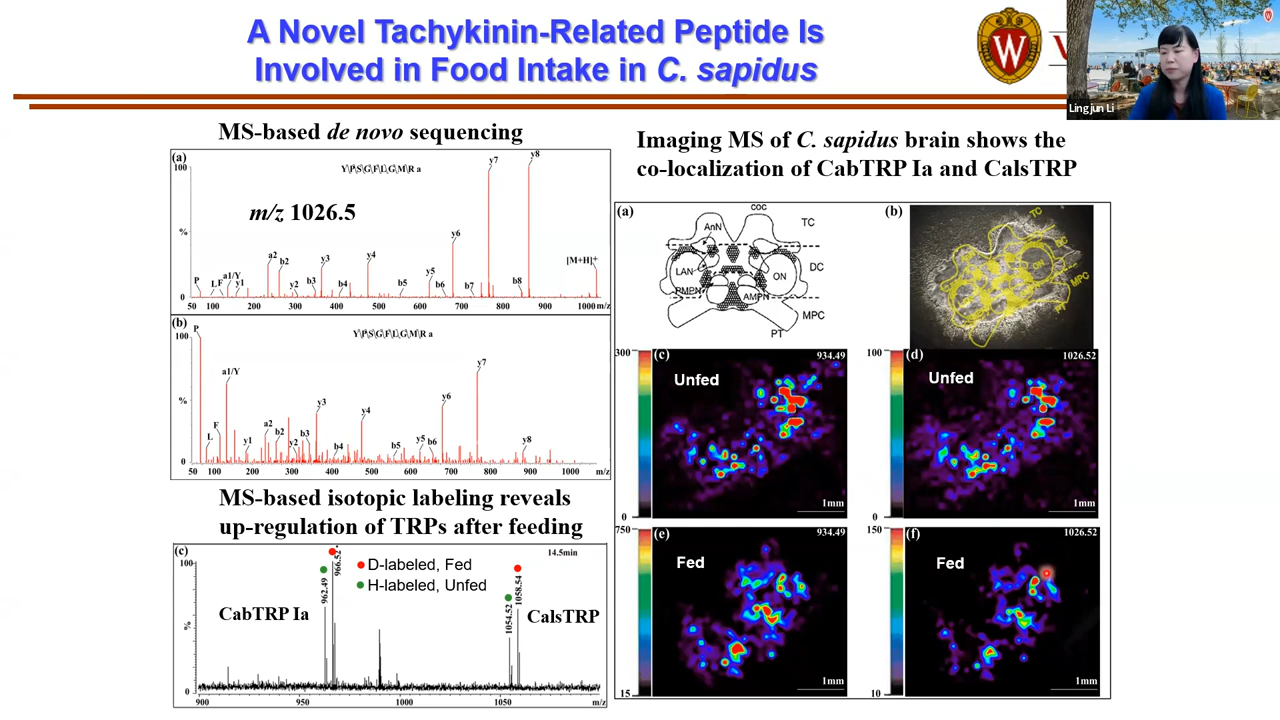 A Novel Tachykinin-Related Peptide Is
Involved in Food Intake in C. sapidus
W
Lingjun Li
MS-based de novo sequencing
(a)
Y\P\S\G\F\L\G\M\R a
m/z 1026.5
100
%
0
P
L F
a1/Y
y1
a2
b2
y2
b3
y3
b4
y4
b5
y5
b6
y6
b7
y7
b8
y8
[M+H]+
50 100 200 300 400 500 600 700 800 900 1000 m/z
(b)
Y\P\S\G\F\L\G\M\R a
100
%
0
P
L
F
a1/Y
y1
a2
b2
y2
b3
y3
b4
y4
b5
y5
b6
y6
y7
y8
50 100 200 300 400 500 600 700 800 900 1000 m/z
MS-based isotopic labeling reveals
up-regulation of TRPs after feeding
(c)
14.5min
100
%
0
D-labeled, Fed
H-labeled, Unfed
CabTRP Ia
962.49
966.52
1054.52
1058.54
CalsTRP
900 950 1000 1050 m/z
Imaging MS of C. sapidus brain shows the
co-localization of CabTRP Ia and CalsTRP
(a)
coc
AnN
TC
LAN
DC
ON
PMPN
AMPN
MPC
PT
(b)
TC
DC
ON
MPC
PT
300
0
(c)
934.49
Unfed
1mm
100
0
(d)
1026.52
Unfed
1mm
750
15
(e)
934.49
Fed
1mm
150
10
(f)
1026.52
Fed
1mm